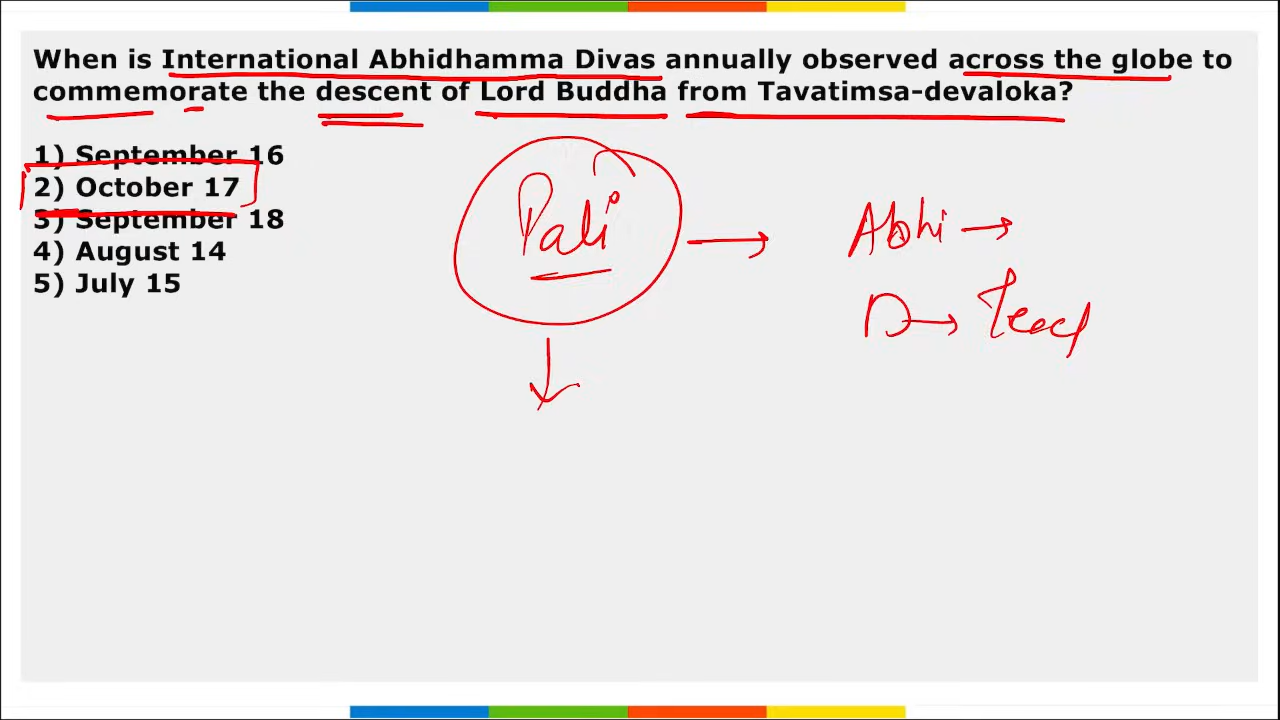 When is International Abhidhamma Divas annually observed across the globe to
commemorate the descent of Lord Buddha from Tavatimsa-devaloka?
1) September 16
2) October 17
3) September 18
4) August 14
5) July 15
Pali → Abhi →
D → Teach